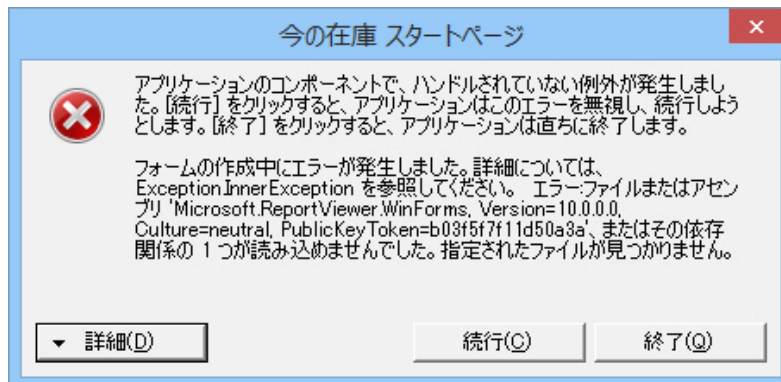 今の在庫 スタートページ
アプリケーションのコンポーネントで、ハンドルされていない例外が発生しまし
た。[続行] をクリックすると、アプリケーションはこのエラーを無視し、続行しよう
とします。[終了] をクリックすると、アプリケーションは直ちに終了します。
フォームの作成中にエラーが発生しました。詳細については、
Exception.InnerException を参照してください。 エラー:ファイルまたはアセン
ブリ 'Microsoft.ReportViewer.WinForms, Version=10.0.0.0,
Culture=neutral, PublicKeyToken=b03f5f7f11d50a3a'、またはその依存
関係の 1 つが読み込めませんでした。指定されたファイルが見つかりません。
詳細(D)
続行(C)
終了(Q)